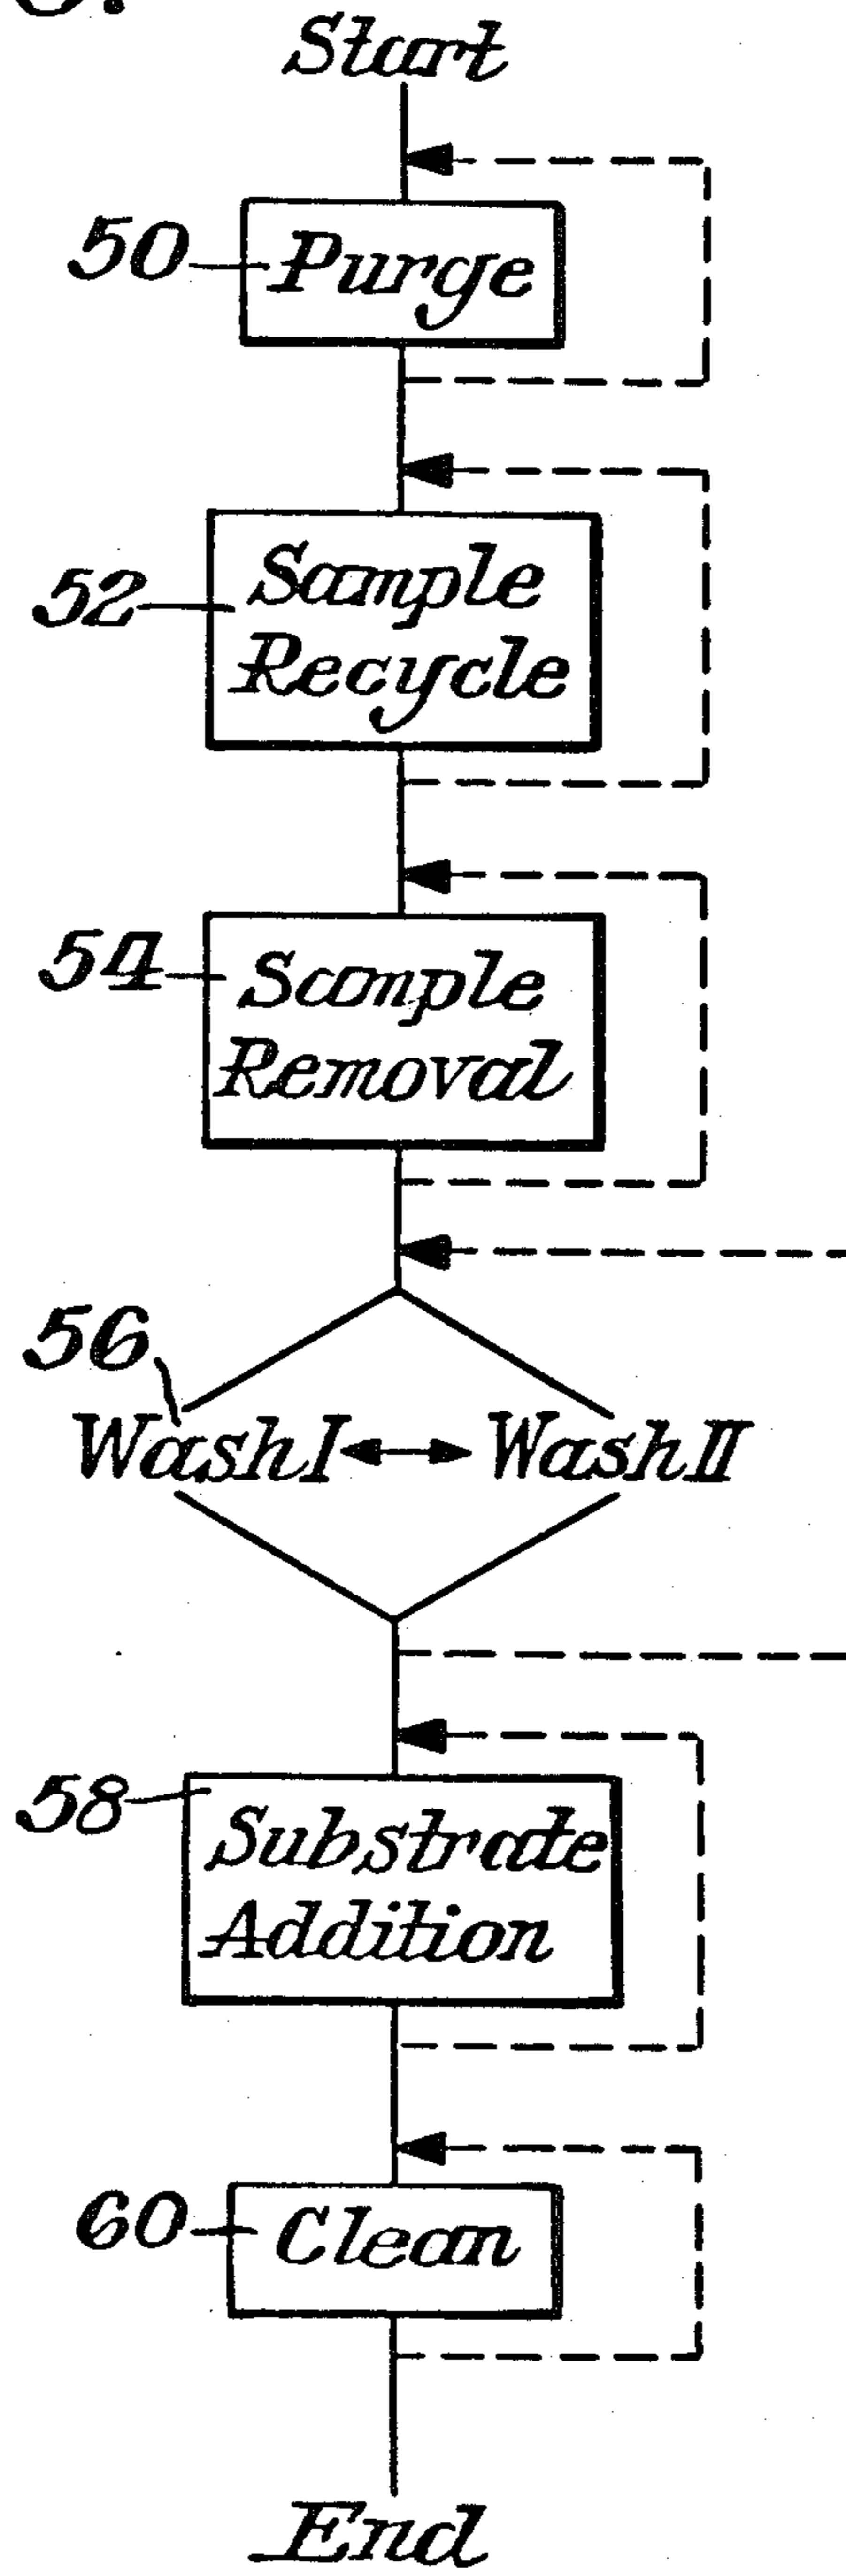 Start
50 Purge
52 Sample
Recycle
54 Sample
Removal
56
Wash I Wash II
58 Substrate
Addition
60 Clean
End